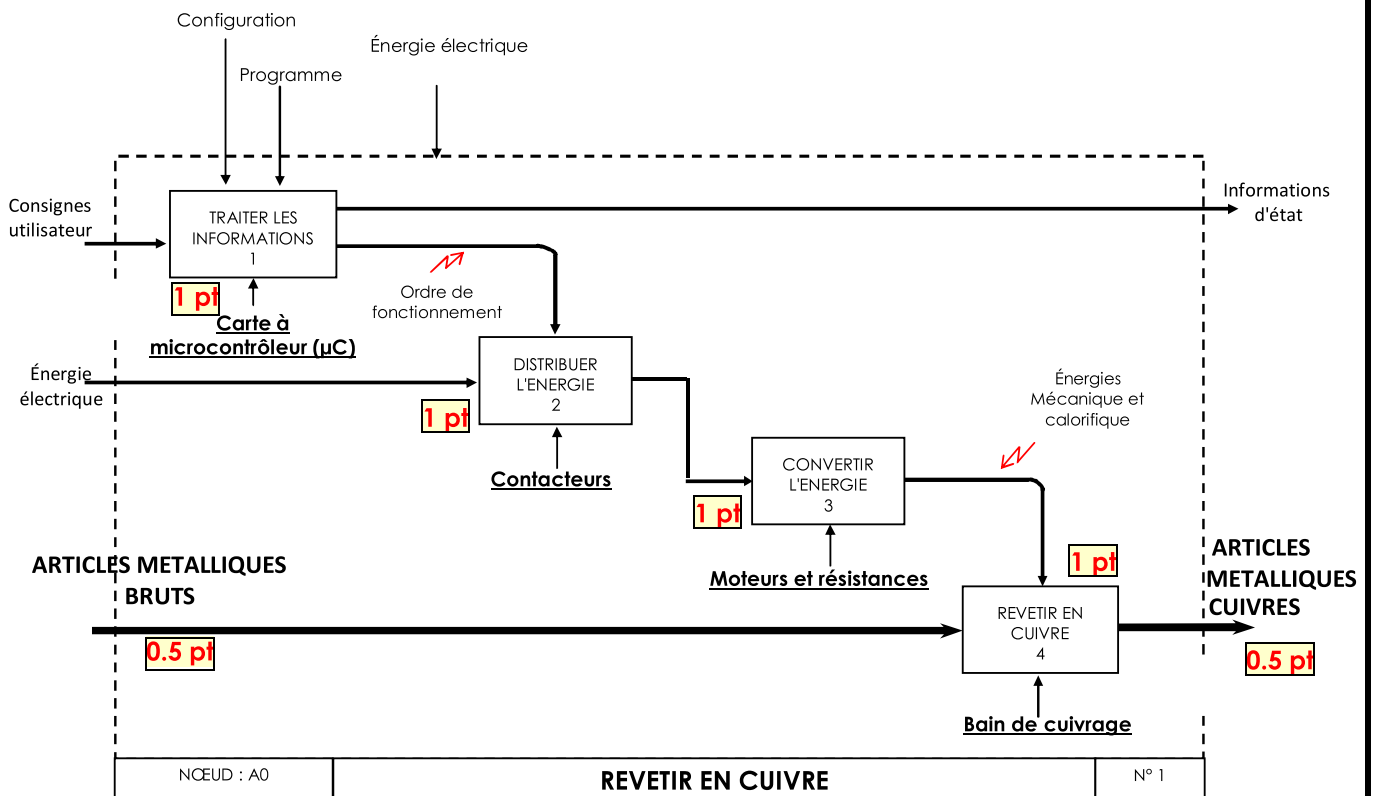 Configuration
Énergie électrique
Programme
Consignes
utilisateur
TRAITER LES
INFORMATIONS
1
Informations
d'état
1 pt
Ordre de
fonctionnement
Carte à
microcontrôleur (µC)
Énergie
électrique
DISTRIBUER
L'ENERGIE
2
1 pt
Énergies
Mécanique et
calorifique
Contacteurs
CONVERTIR
L'ENERGIE
3
1 pt
Moteurs et résistances
1 pt
ARTICLES METALLIQUES
BRUTS
ARTICLES
METALLIQUES
CUIVRES
REVETIR EN
CUIVRE
4
0.5 pt
0.5 pt
Bain de cuivrage
NŒUD : A0
REVETIR EN CUIVRE
N° 1